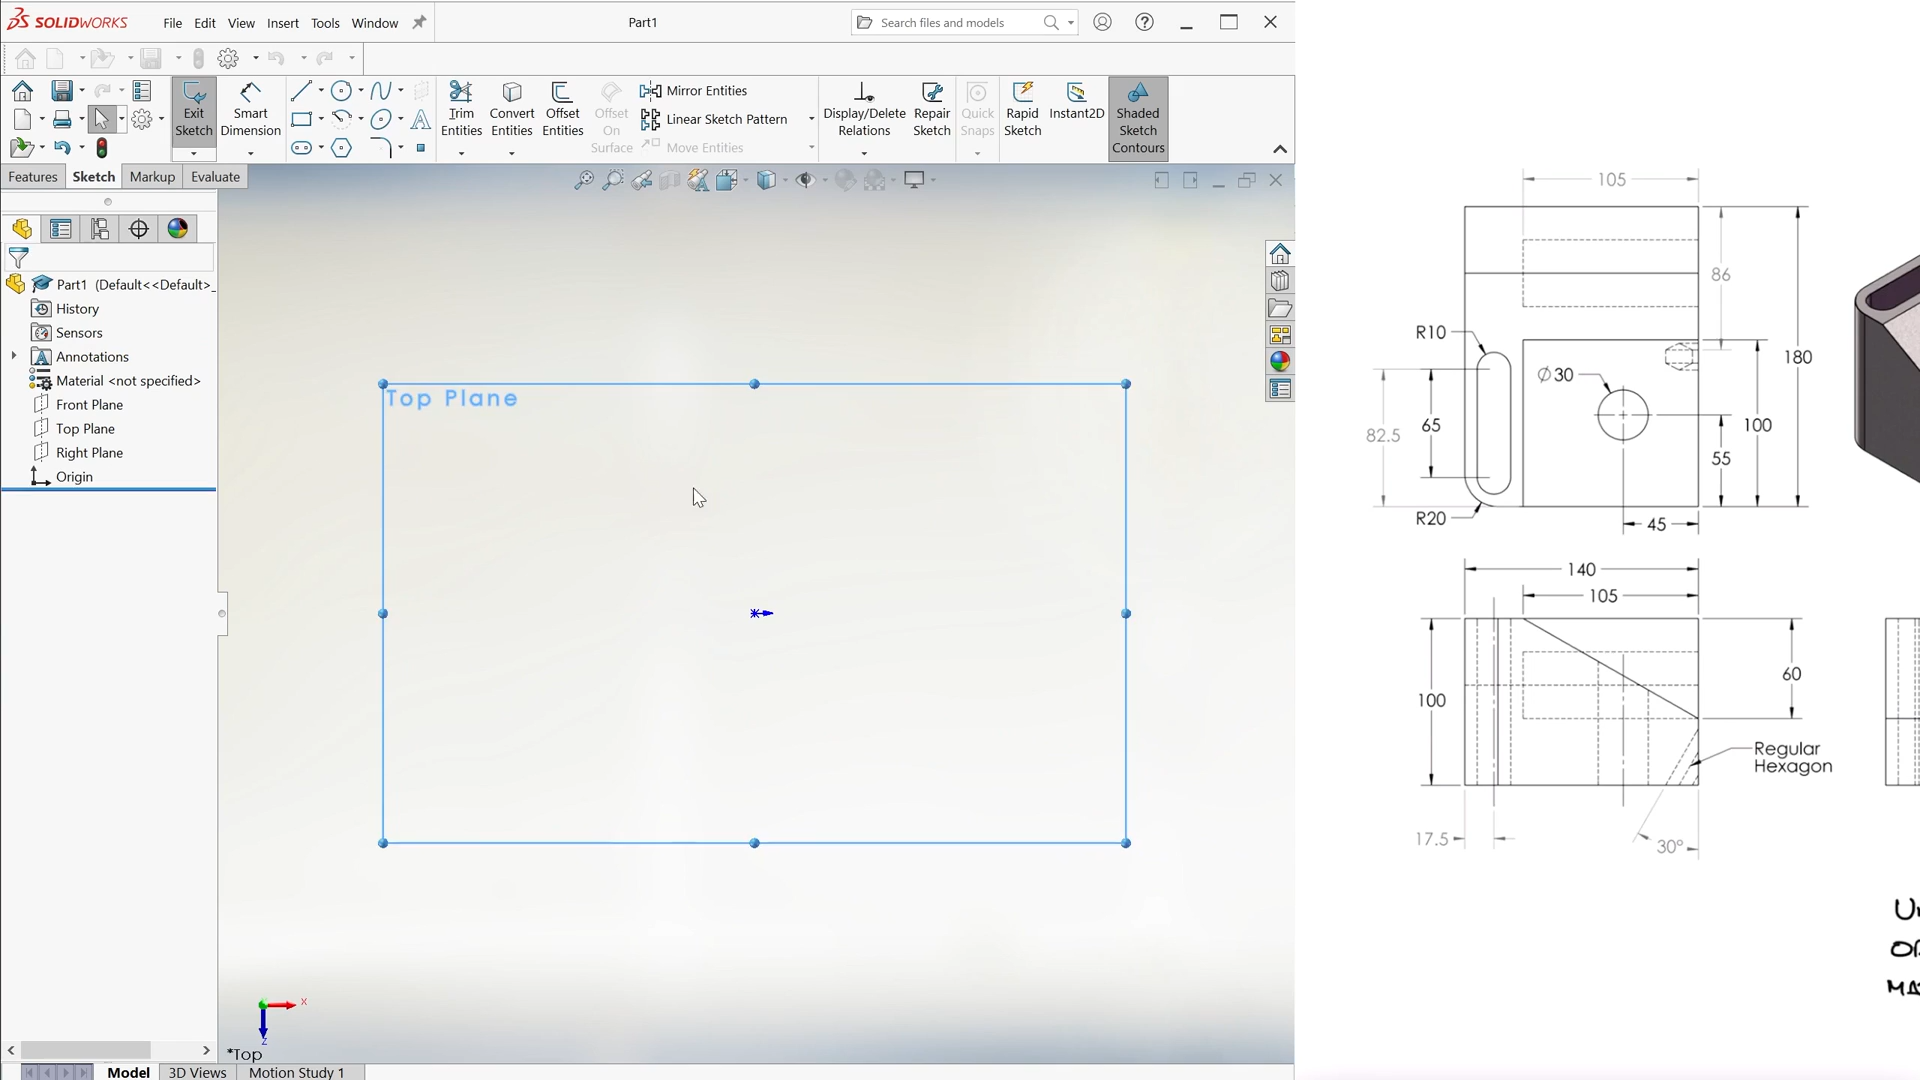 SOLIDWORKS
File Edit View Insert Tools Window
Part1
Search files and models
Exit Sketch
Smart Dimension
Trim Entities
Convert Entities
Offset Entities
Offset On Surface
Mirror Entities
Linear Sketch Pattern
Move Entities
Display/Delete Relations
Repair Sketch
Quick Snaps
Rapid Sketch
Instant2D
Shaded Sketch Contours
Features Sketch Markup Evaluate
Part1 (Default<<Default>_
History
Sensors
Annotations
Material <not specified>
Front Plane
Top Plane
Right Plane
Origin
Top Plane
X
Z
*Top
Model 3D Views Motion Study 1
105
86
R10
180
Ø30
65
82.5
100
55
R20
45
140
105
60
100
Regular
Hexagon
17.5
30°